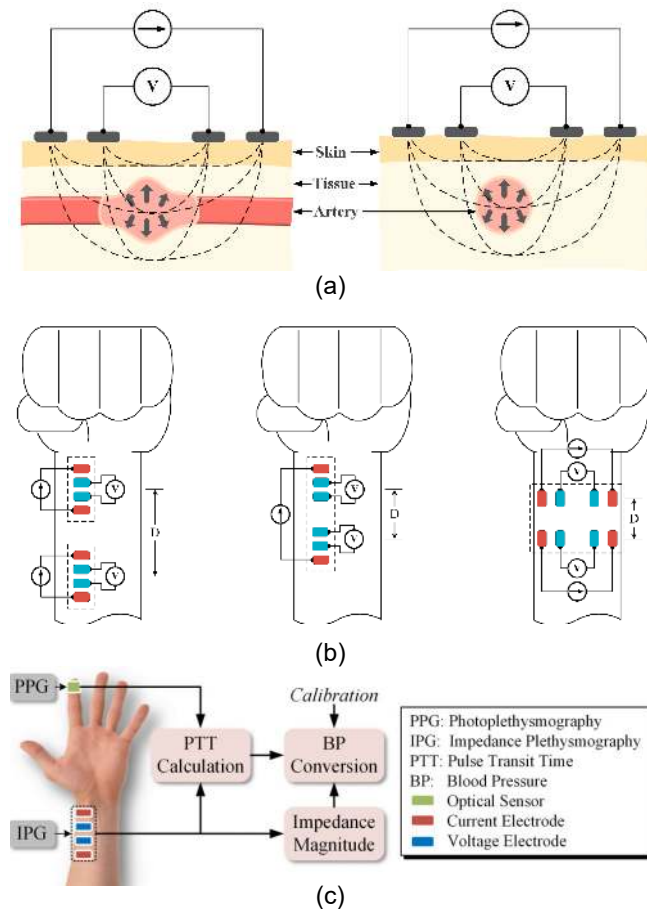 V
V
Skin
Tissue
Artery
(a)
V
V
D
V
V
D
V
V
D
(b)
PPG
IPG
PTT
Calculation
Calibration
BP
Conversion
Impedance
Magnitude
PPG: Photoplethysmography
IPG: Impedance Plethysmography
PTT: Pulse Transit Time
BP: Blood Pressure
Optical Sensor
Current Electrode
Voltage Electrode
(c)